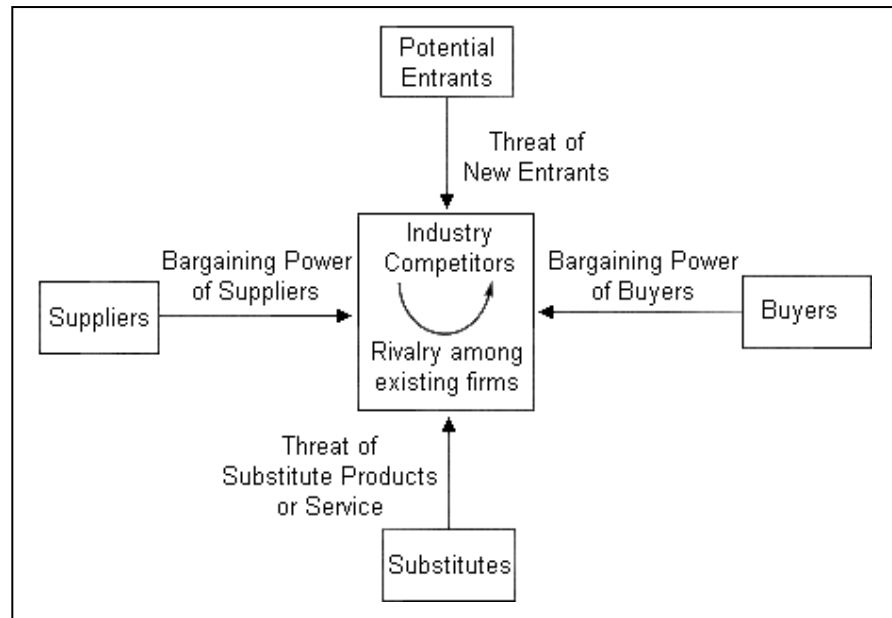 Potential
Entrants
Threat of
New Entrants
Industry
Competitors
Bargaining Power
of Suppliers
Bargaining Power
of Buyers
Suppliers
Buyers
Rivalry among
existing firms
Threat of
Substitute Products
or Service
Substitutes